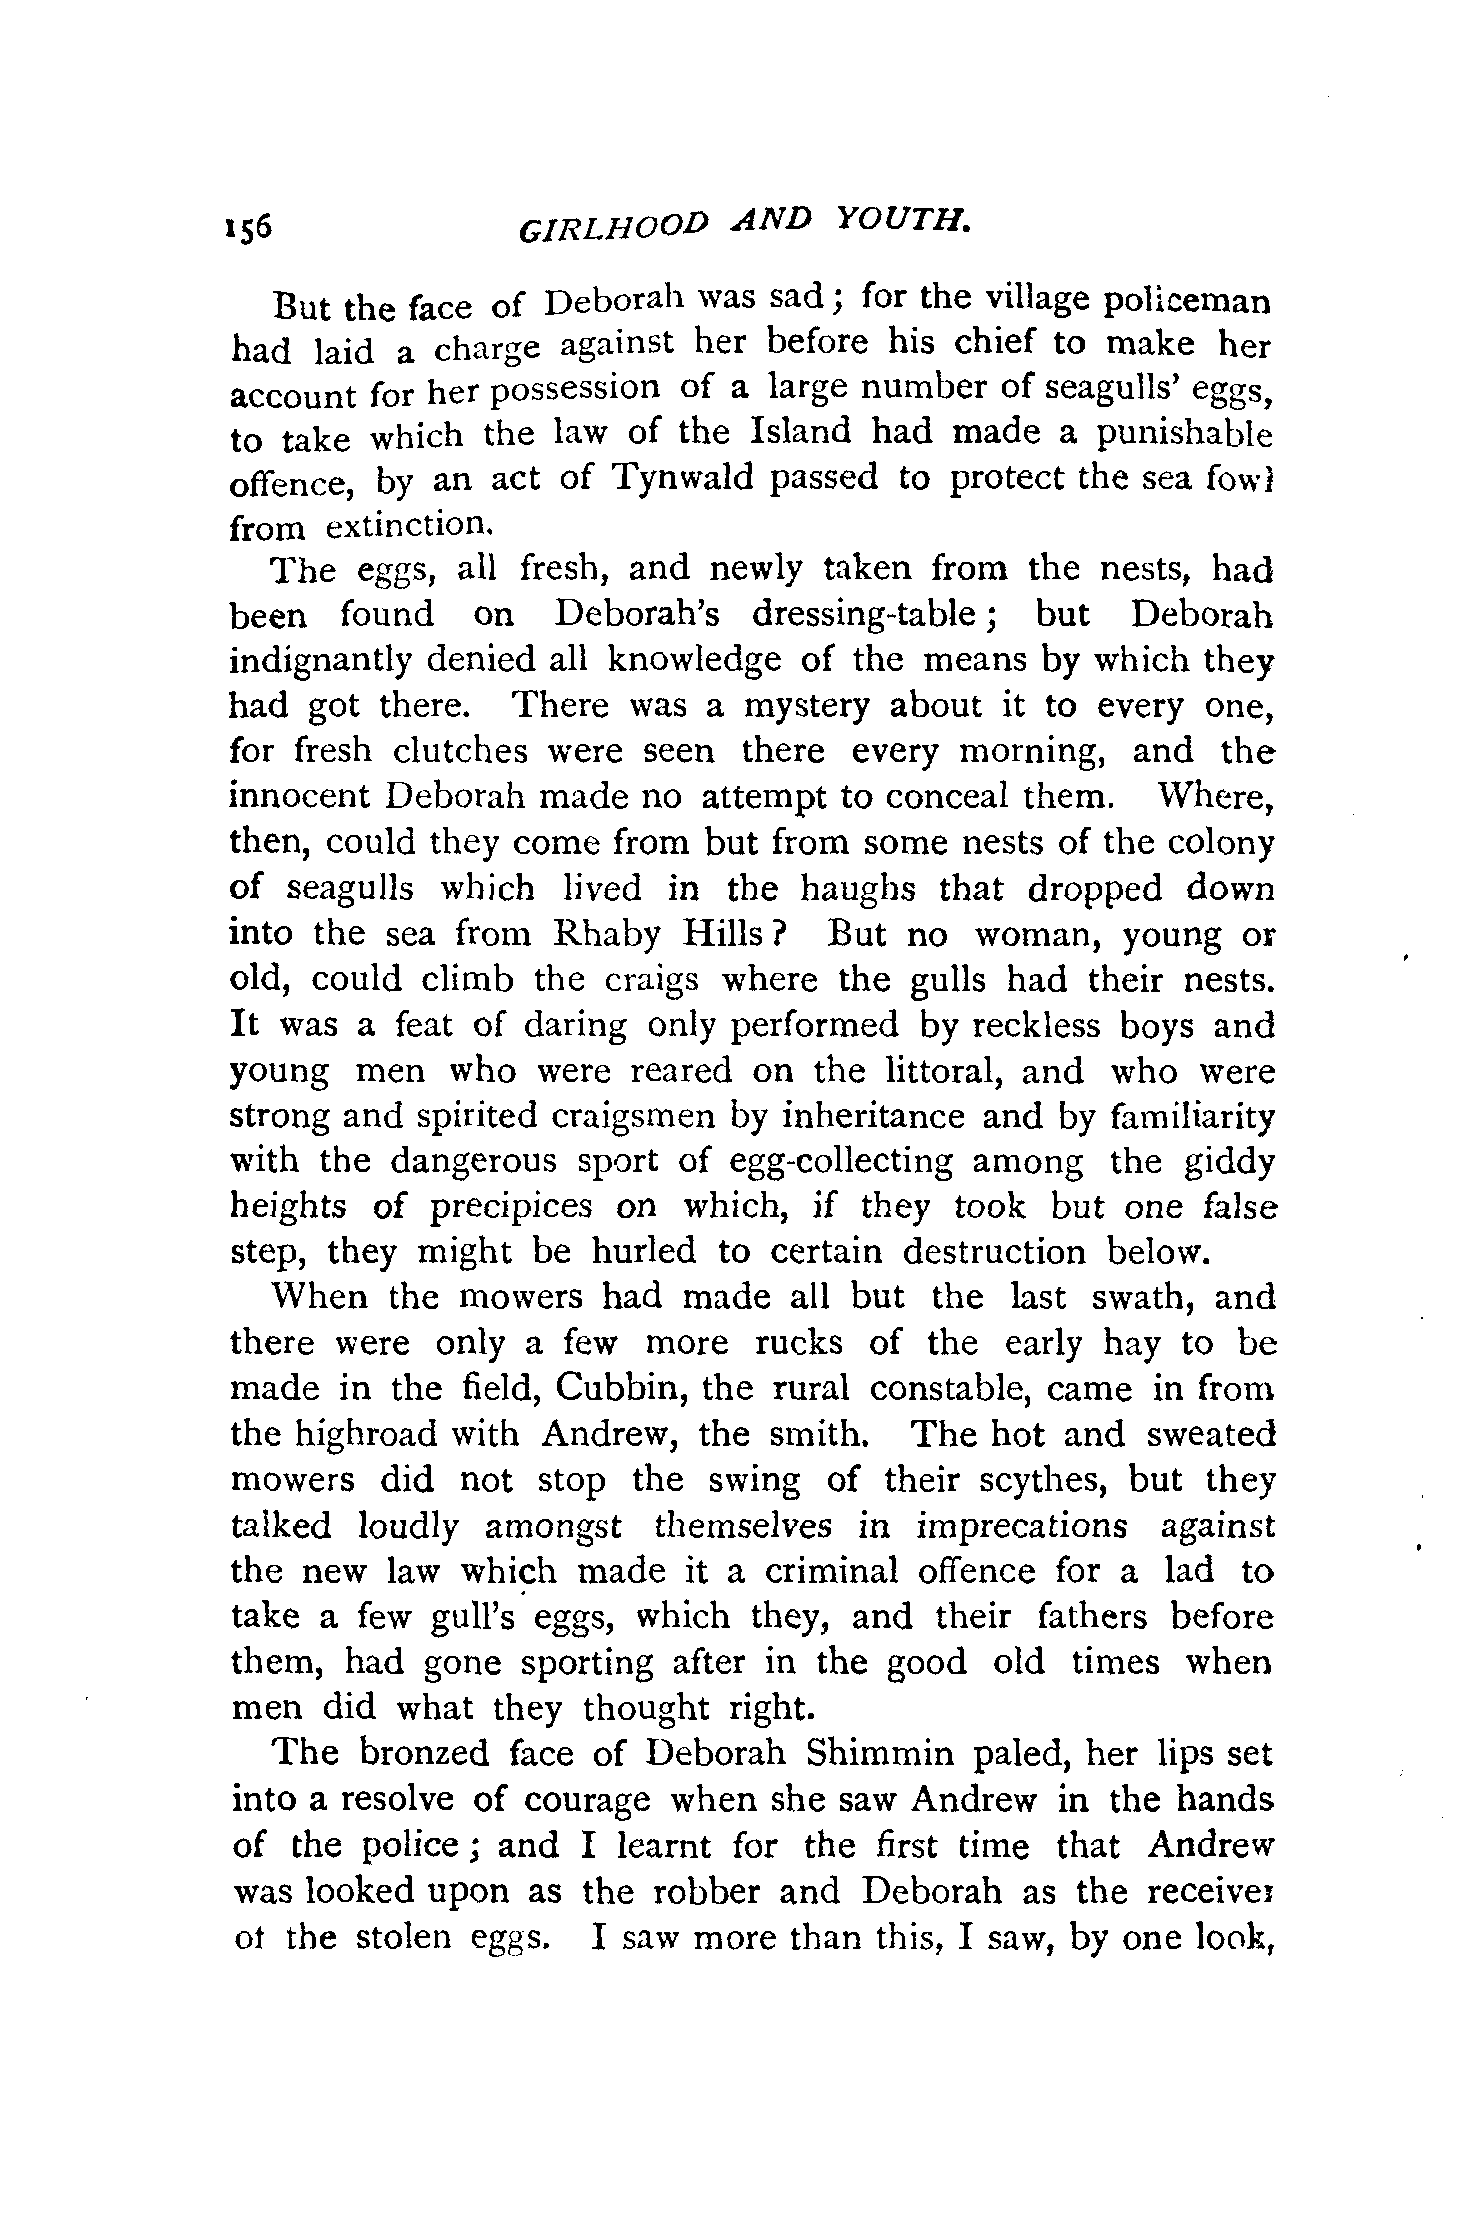 156 GIRLHOOD AND YOUTH.
But the face of Deborah was sad; for the village policeman
had laid a charge against her before his chief to make her
account for her possession of a large number of seagulls' eggs,
to take which the law of the Island had made a punishable
offence, by an act of Tynwald passed to protect the sea fowl
from extinction.
The eggs, all fresh, and newly taken from the nests, had
been found on Deborah's dressing-table; but Deborah
indignantly denied all knowledge of the means by which they
had got there. There was a mystery about it to every one,
for fresh clutches were seen there every morning, and the
innocent Deborah made no attempt to conceal them. Where,
then, could they come from but from some nests of the colony
of seagulls which lived in the haughs that dropped down
into the sea from Rhaby Hills? But no woman, young or
old, could climb the craigs where the gulls had their nests.
It was a feat of daring only performed by reckless boys and
young men who were reared on the littoral, and who were
strong and spirited craigsmen by inheritance and by familiarity
with the dangerous sport of egg-collecting among the giddy
heights of precipices on which, if they took but one false
step, they might be hurled to certain destruction below.
When the mowers had made all but the last swath, and
there were only a few more rucks of the early hay to be
made in the field, Cubbin, the rural constable, came in from
the highroad with Andrew, the smith. The hot and sweated
mowers did not stop the swing of their scythes, but they
talked loudly amongst themselves in imprecations against
the new law which made it a criminal offence for a lad to
take a few gull's eggs, which they, and their fathers before
them, had gone sporting after in the good old times when
men did what they thought right.
The bronzed face of Deborah Shimmin paled, her lips set
into a resolve of courage when she saw Andrew in the hands
of the police; and I learnt for the first time that Andrew
was looked upon as the robber and Deborah as the receiver
of the stolen eggs. I saw more than this, I saw, by one look,